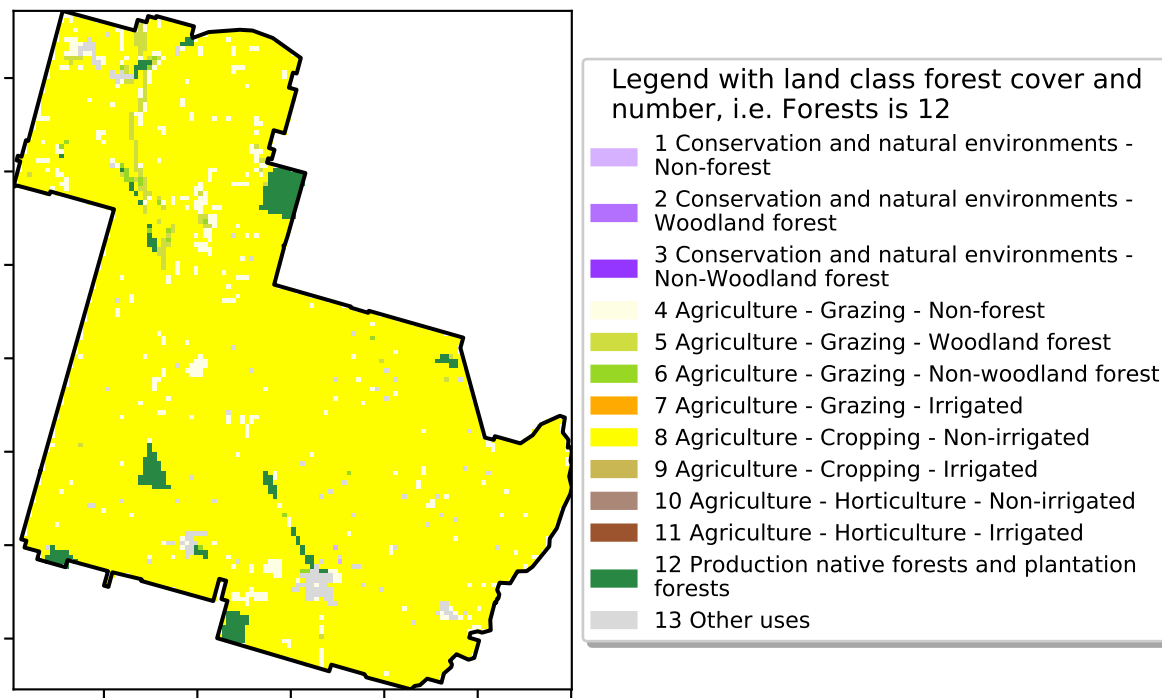 Legend with land class forest cover and
number, i.e. Forests is 12
1 Conservation and natural environments -
Non-forest
2 Conservation and natural environments -
Woodland forest
3 Conservation and natural environments -
Non-Woodland forest
4 Agriculture - Grazing - Non-forest
5 Agriculture - Grazing - Woodland forest
6 Agriculture - Grazing - Non-woodland forest
7 Agriculture - Grazing - Irrigated
8 Agriculture - Cropping - Non-irrigated
9 Agriculture - Cropping - Irrigated
10 Agriculture - Horticulture - Non-irrigated
11 Agriculture - Horticulture - Irrigated
12 Production native forests and plantation
forests
13 Other uses